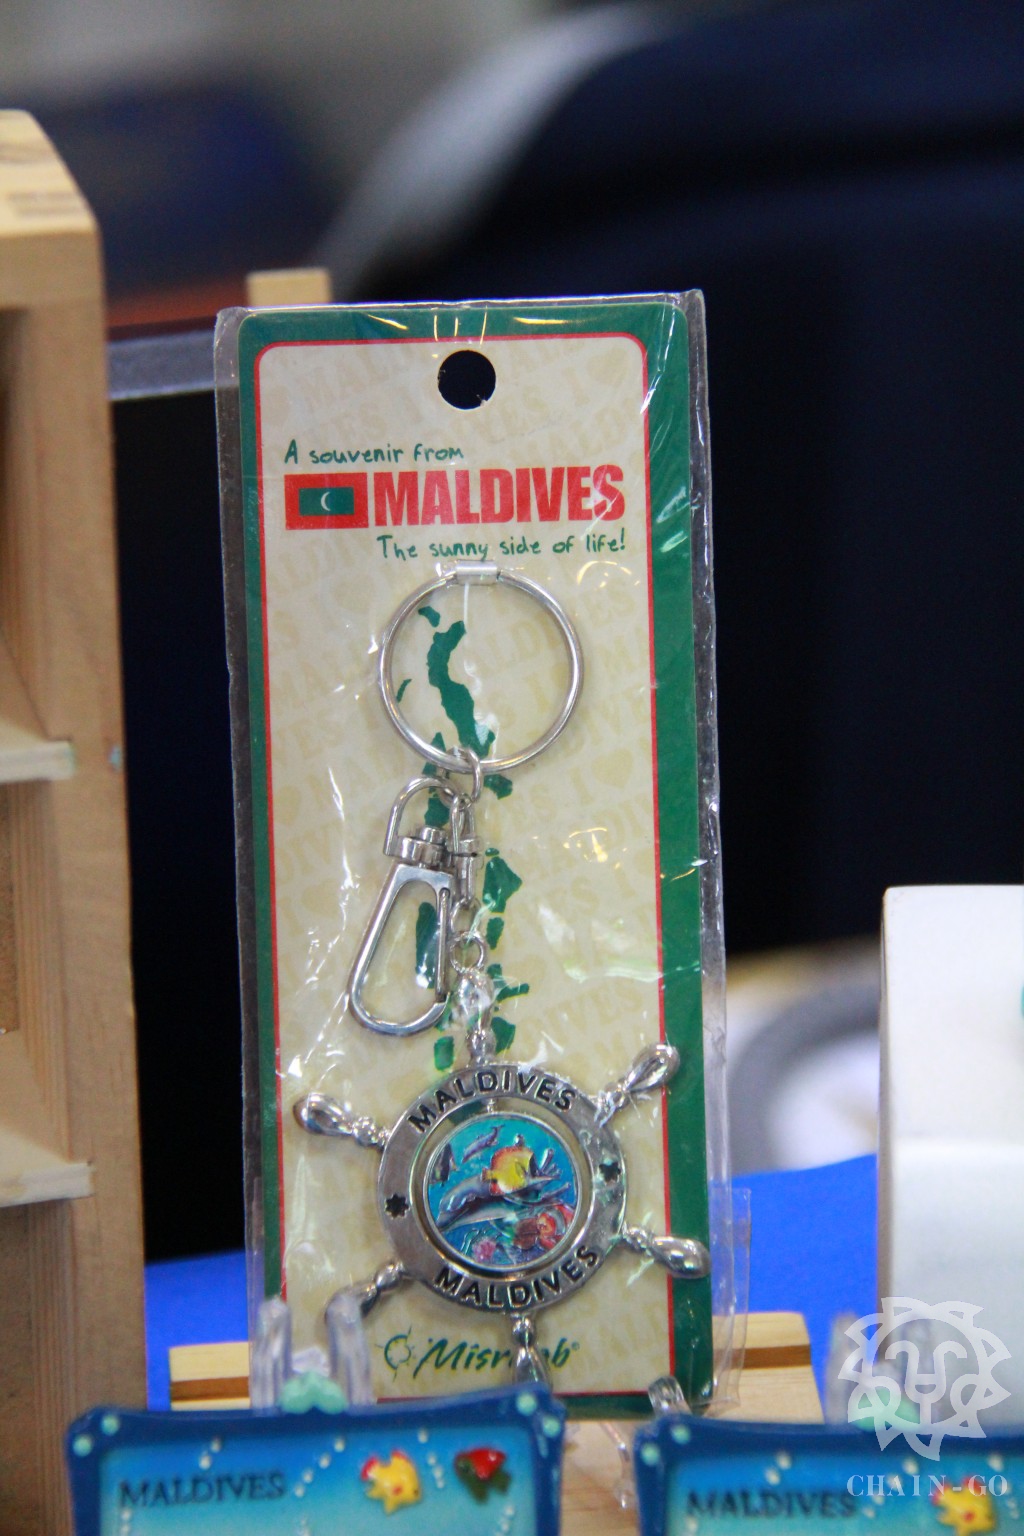 A souvenir from
MALDIVES
The sunny side of life!
MALDIVES
MALDIVES
MALDIVES
MALDIVES
CHAIN-GO